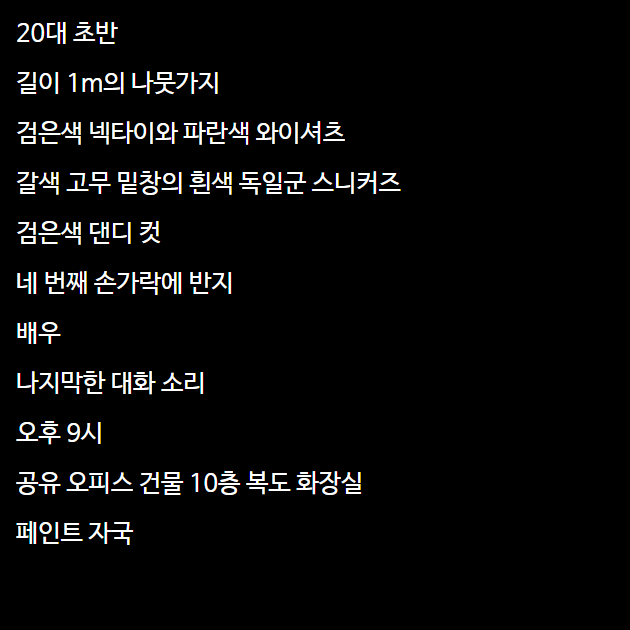 20대 초반
길이 1m의 나뭇가지
검은색 넥타이와 파란색 와이셔츠
갈색 고무 밑창의 흰색 독일군 스니커즈
검은색 댄디 컷
네 번째 손가락에 반지
배우
나지막한 대화 소리
오후 9시
공유 오피스 건물 10층 복도 화장실
페인트 자국